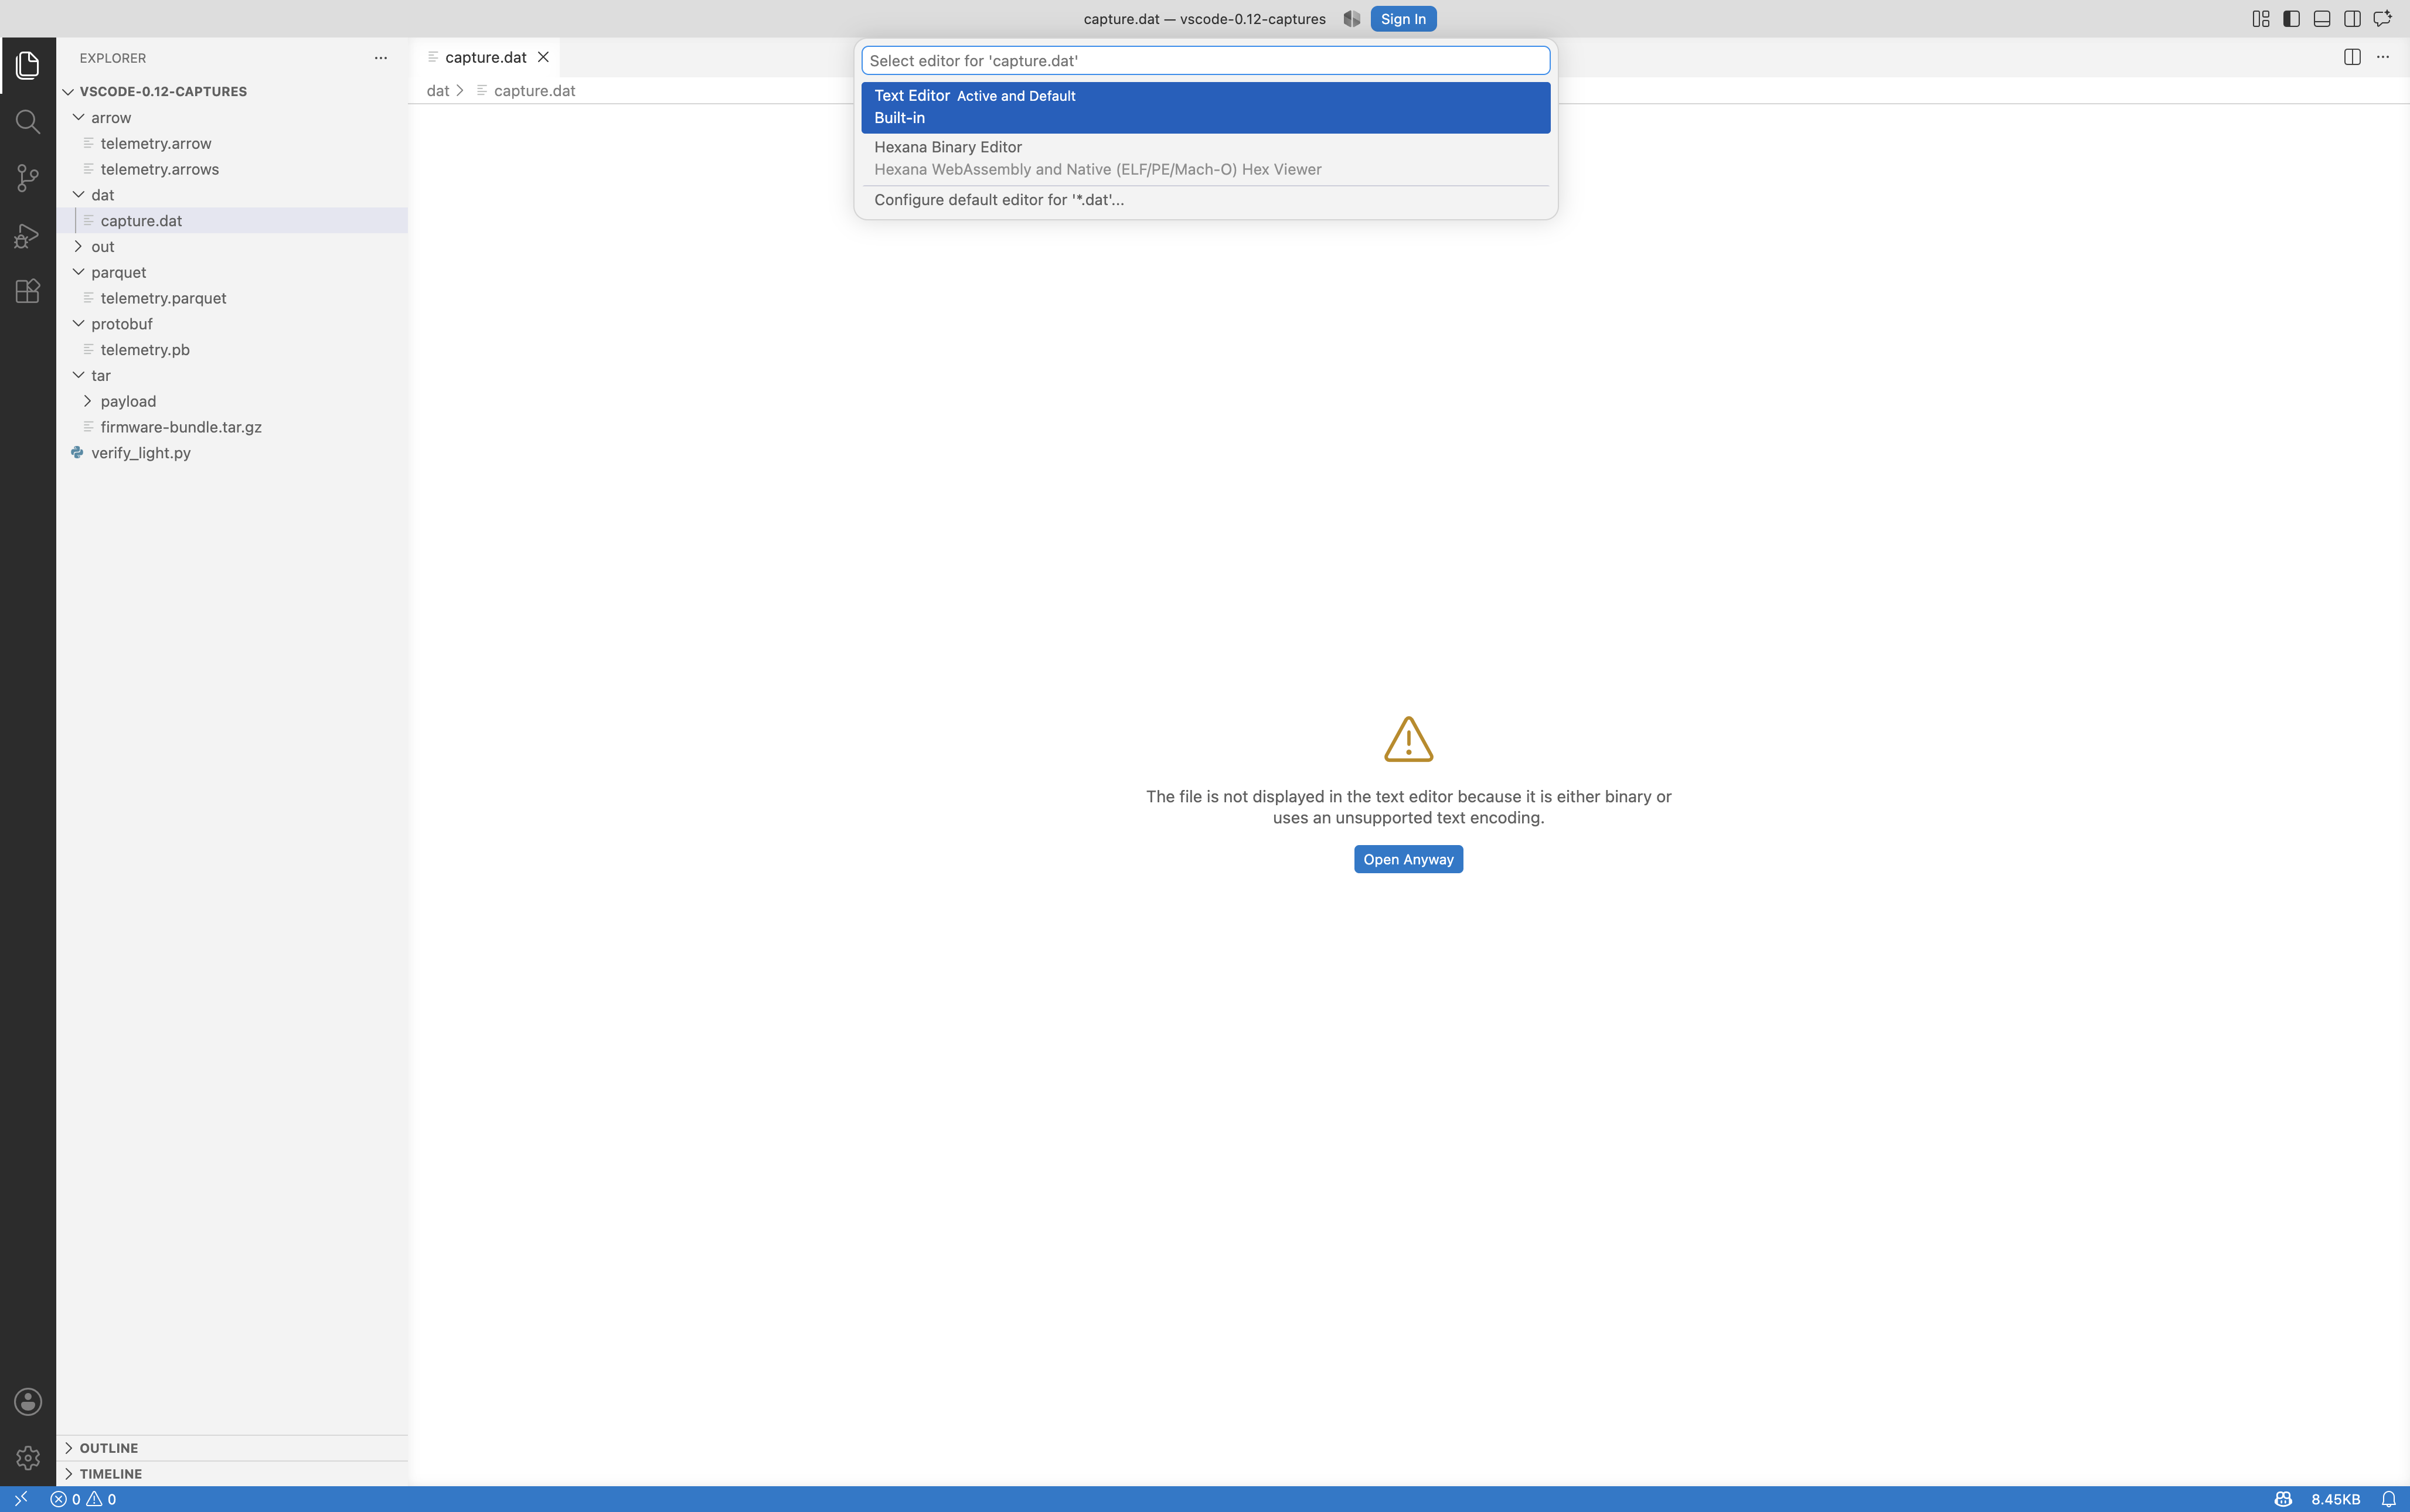 capture.dat — vscode-0.12-captures
Sign In
EXPLORER
VSCODE-0.12-CAPTURES
arrow
telemetry.arrow
telemetry.arrows
dat
capture.dat
out
parquet
telemetry.parquet
protobuf
telemetry.pb
tar
payload
firmware-bundle.tar.gz
verify_light.py
OUTLINE
TIMELINE
capture.dat
dat > capture.dat
Select editor for 'capture.dat'
Text Editor Active and Default
Built-in
Hexana Binary Editor
Hexana WebAssembly and Native (ELF/PE/Mach-O) Hex Viewer
Configure default editor for '*.dat'...
The file is not displayed in the text editor because it is either binary or
uses an unsupported text encoding.
Open Anyway
0 0
8.45KB